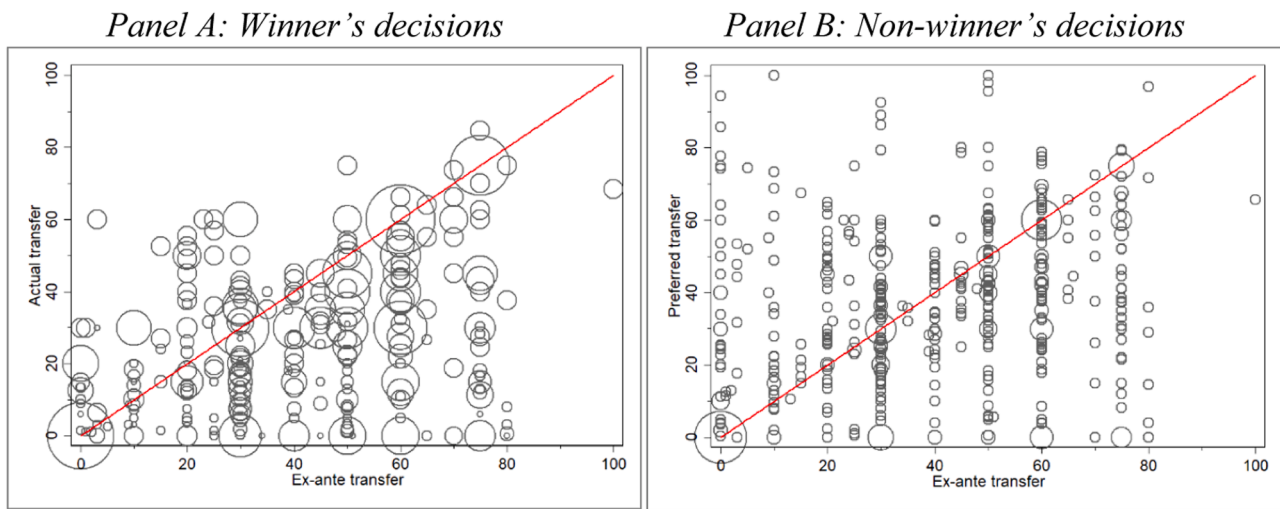 Panel A: Winner’s decisions
Actual transfer
100
80
60
40
20
0
0 20 40 60 80 100
Ex-ante transfer
Panel B: Non-winner’s decisions
Preferred transfer
100
80
60
40
20
0
0 20 40 60 80 100
Ex-ante transfer